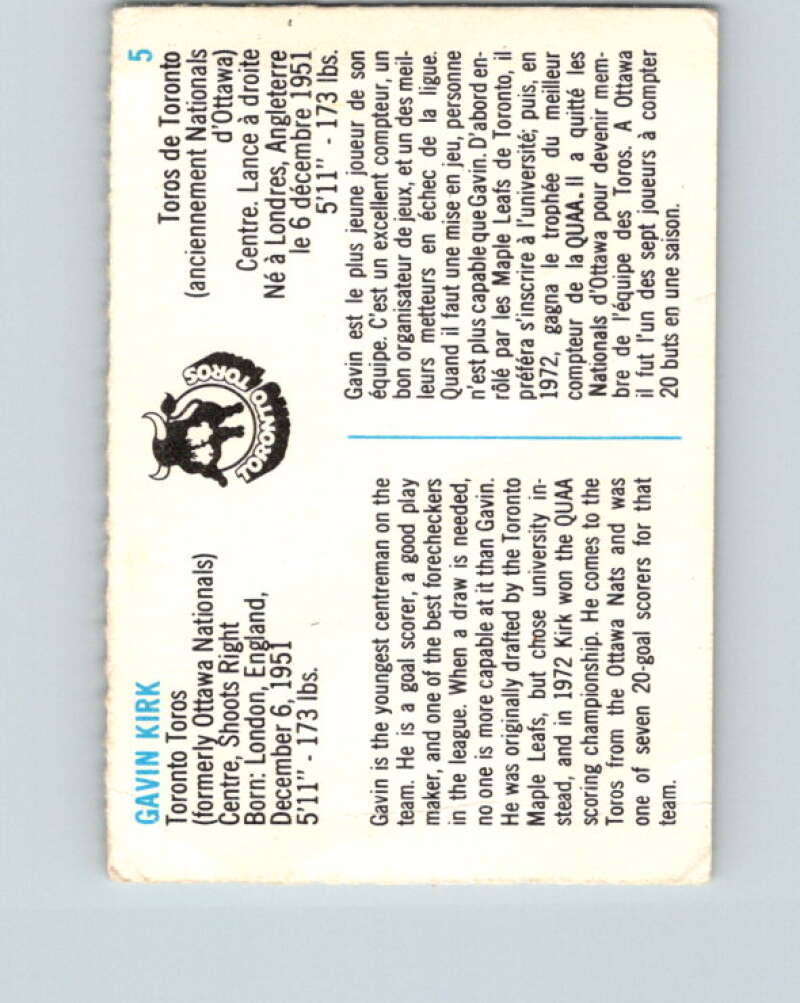 GAVIN KIRK
Toronto Toros
(formerly Ottawa Nationals)
Centre, Shoots Right
Born: London, England,
December 6, 1951
5'11" - 173 lbs.
TORONTO TOROS
5
Toros de Toronto
(anciennement Nationals
d'Ottawa)
Centre. Lance à droite
Né à Londres, Angleterre
le 6 décembre 1951
5'11" - 173 lbs.
Gavin is the youngest centreman on the
team. He is a goal scorer, a good play
maker, and one of the best forecheckers
in the league. When a draw is needed,
no one is more capable at it than Gavin.
He was originally drafted by the Toronto
Maple Leafs, but chose university in-
stead, and in 1972 Kirk won the QUAA
scoring championship. He comes to the
Toros from the Ottawa Nats and was
one of seven 20-goal scorers for that
team.
Gavin est le plus jeune joueur de son
équipe. C'est un excellent compteur, un
bon organisateur de jeux, et un des meil-
leurs metteurs en échec de la ligue.
Quand il faut une mise en jeu, personne
n'est plus capable que Gavin. D'abord en-
rôlé par les Maple Leafs de Toronto, il
préféra s'inscrire à l'université; puis, en
1972, gagna le trophée du meilleur
compteur de la QUAA. Il a quitté les
Nationals d'Ottawa pour devenir mem-
bre de l'équipe des Toros. A Ottawa
il fut l'un des sept joueurs à compter
20 buts en une saison.